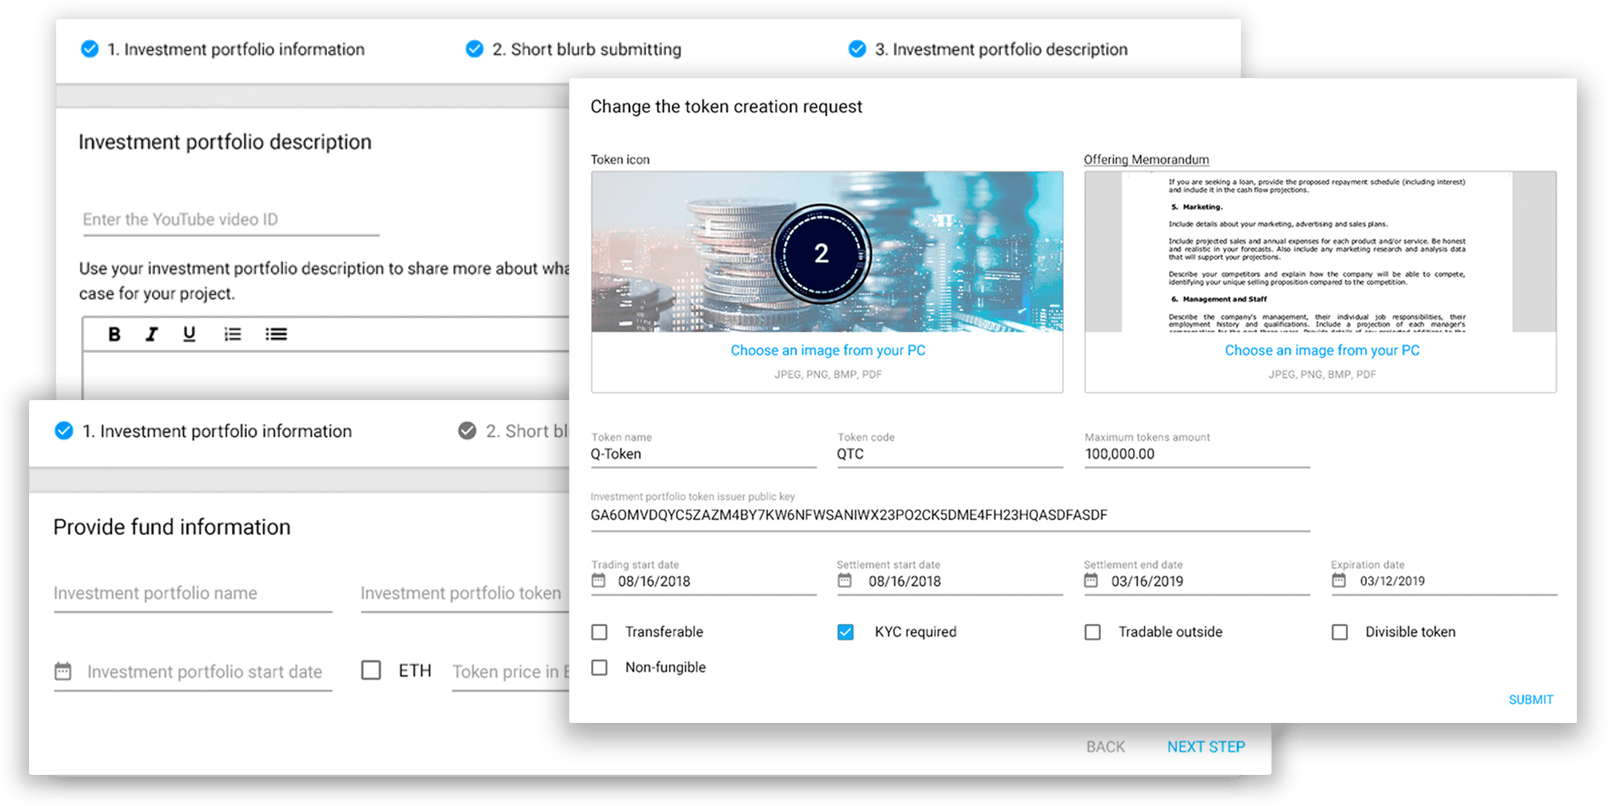 1. Investment portfolio information
2. Short blurb submitting
3. Investment portfolio description
Investment portfolio description
Enter the YouTube video ID
Use your investment portfolio description to share more about wha
case for your project.
B I U
1. Investment portfolio information
2. Short bl
Provide fund information
Investment portfolio name
Investment portfolio token
Investment portfolio start date
ETH
Token price in E
BACK
NEXT STEP
Change the token creation request
Token icon
2
Choose an image from your PC
JPEG, PNG, BMP, PDF
Offering Memorandum
If you are seeking a loan, provide the proposed repayment schedule (including interest)
and include it in the cash flow projections.
5. Marketing.
Include details about your marketing, advertising and sales plans.
Include projected sales and annual expenses for each product and/or service. Be honest
and realistic in your forecasts. Also include any marketing research and analysis data
that will support your projections.
Describe your competitors and explain how the company will be able to compete,
identifying your unique selling proposition compared to the competition.
6. Management and Staff
Describe the company's management, their individual job responsibilities, their
employment history and qualifications. Include a projection of each manager's
Choose an image from your PC
JPEG, PNG, BMP, PDF
Token name
Q-Token
Token code
QTC
Maximum tokens amount
100,000.00
Investment portfolio token issuer public key
GA6OMVDQYC5ZAZM4BY7KW6NFWSANIWX23PO2CK5DME4FH23HQASDFASDF
Trading start date
08/16/2018
Settlement start date
08/16/2018
Settlement end date
03/16/2019
Expiration date
03/12/2019
Transferable
KYC required
Tradable outside
Divisible token
Non-fungible
SUBMIT